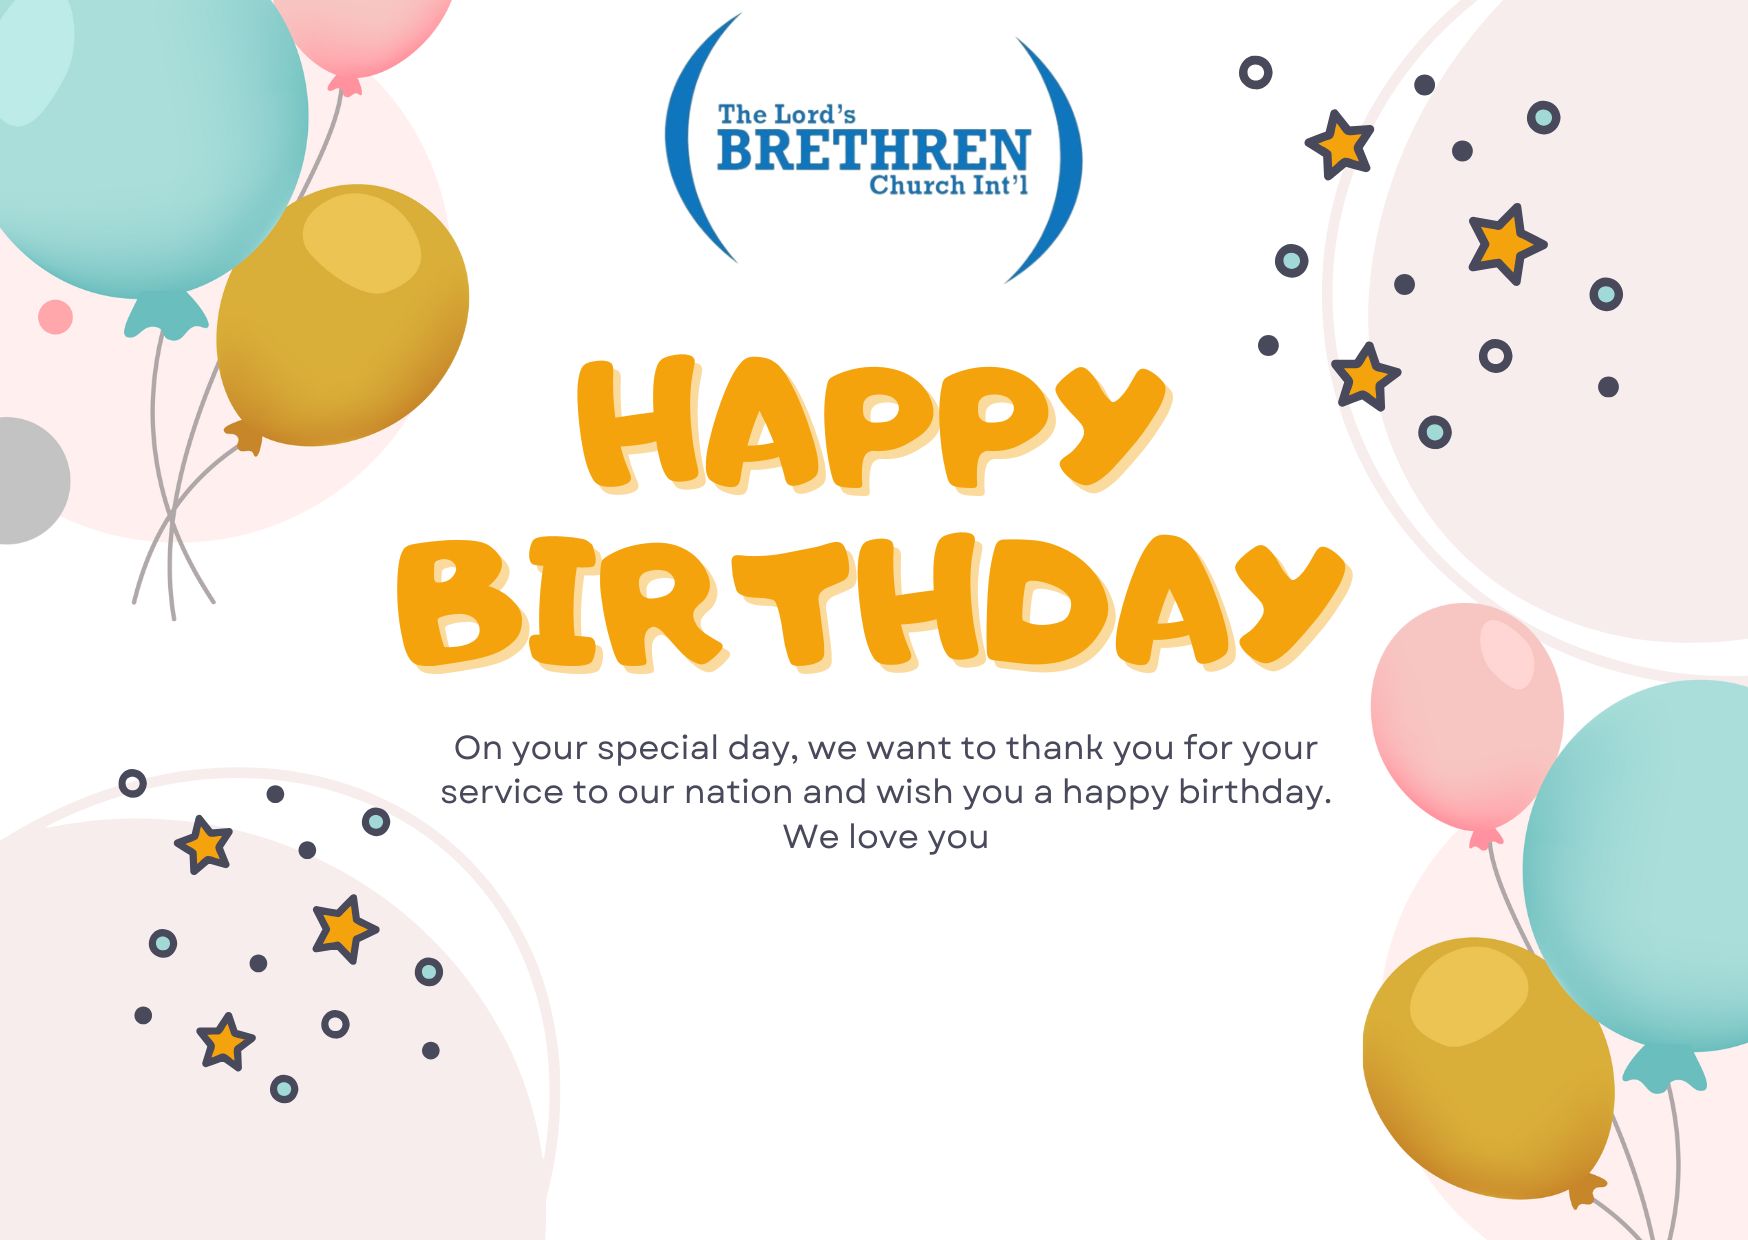 The Lord's
BRETHREN
Church Int'l
HAPPY
BIRTHDAY
On your special day, we want to thank you for your
service to our nation and wish you a happy birthday.
We love you